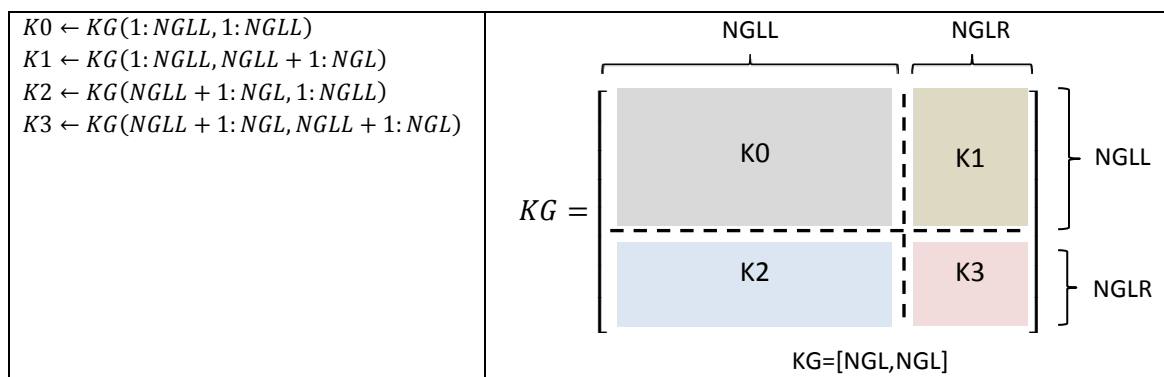 K0 ← KG(1: NGLL, 1: NGLL)
K1 ← KG(1: NGLL, NGLL + 1: NGL)
K2 ← KG(NGLL + 1: NGL, 1: NGLL)
K3 ← KG(NGLL + 1: NGL, NGLL + 1: NGL)
NGLL NGLR
K0 K1 NGLL
KG =
K2 K3 NGLR
KG=[NGL,NGL]